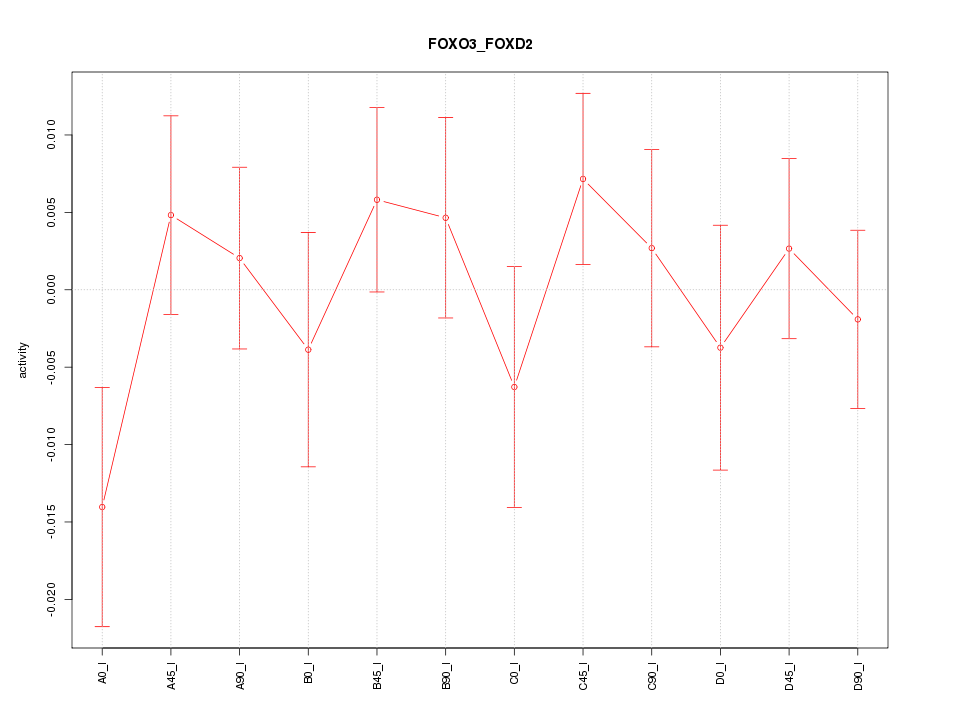 FOXO3_FOXD2
activity
0.010
0.005
0.000
-0.005
-0.010
-0.015
-0.020
A0_I
A45_I
A90_I
B0_I
B45_I
B90_I
C0_I
C45_I
C90_I
D0_I
D45_I
D90_I